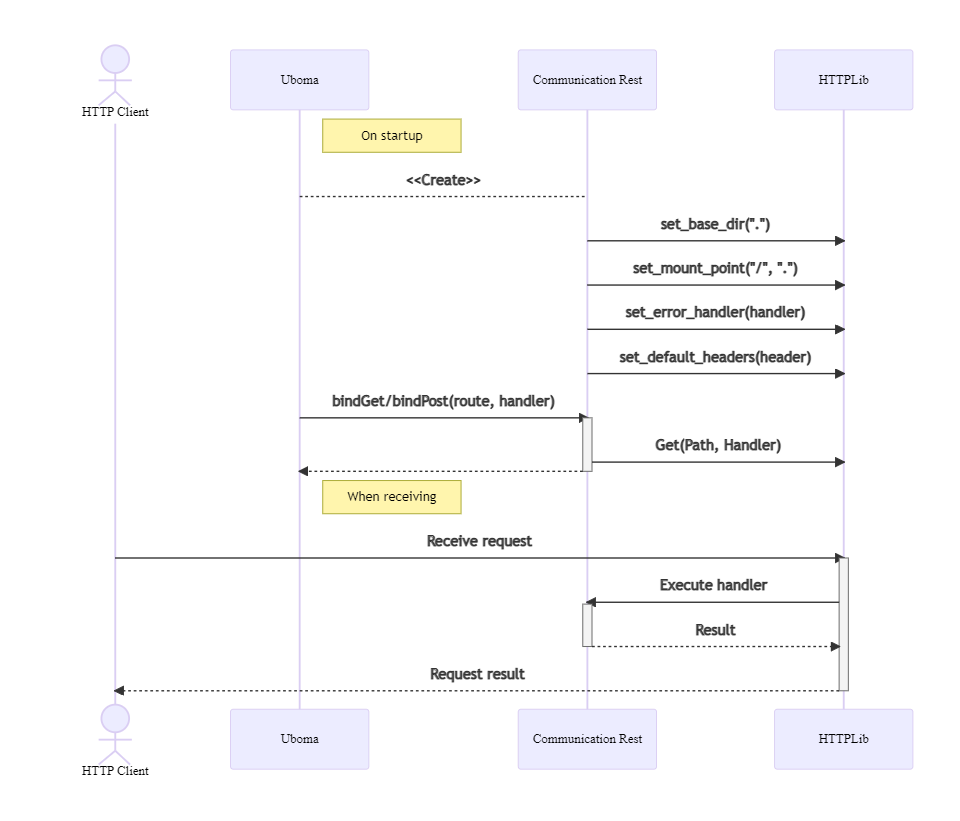 HTTP Client
Uboma
Communication Rest
HTTPLib
On startup
<<Create>>
set_base_dir(".")
set_mount_point("/", ".")
set_error_handler(handler)
set_default_headers(header)
bindGet/bindPost(route, handler)
Get(Path, Handler)
When receiving
Receive request
Execute handler
Result
Request result
HTTP Client
Uboma
Communication Rest
HTTPLib